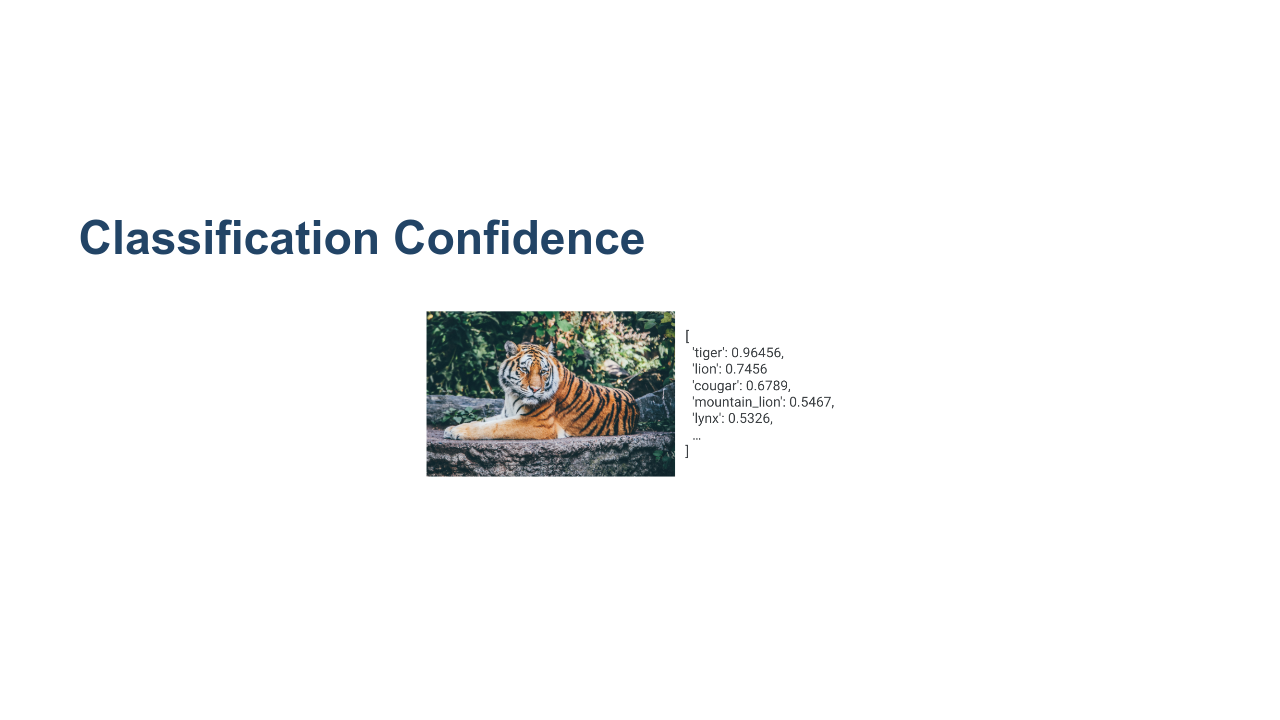 Classification Confidence
[
'tiger': 0.96456,
'lion': 0.7456
'cougar': 0.6789,
'mountain_lion': 0.5467,
'lynx': 0.5326,
...
]